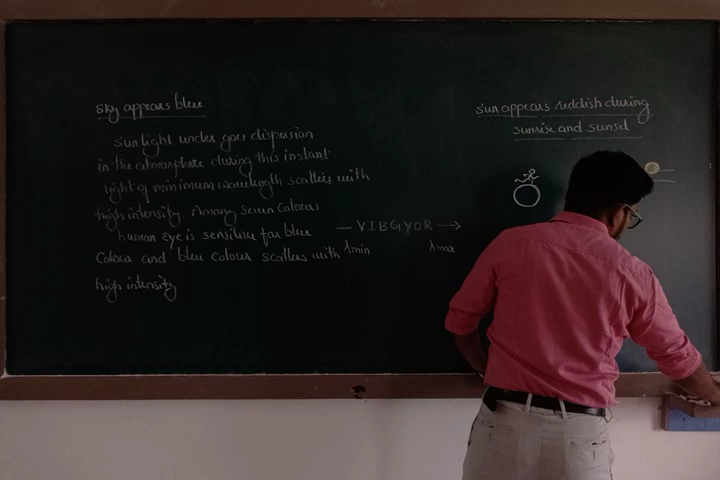 sky appears blue
sun light under goes dispersion
in the atmosphere during this instant
light of minimum wavelength scatters with
high intensity. Among seven colours
human eye is sensitive for blue
colour and blue colour scatters with
high intensity
— VIBGYOR →
λmin λmax
sun appears reddish during
sunrise and sunset